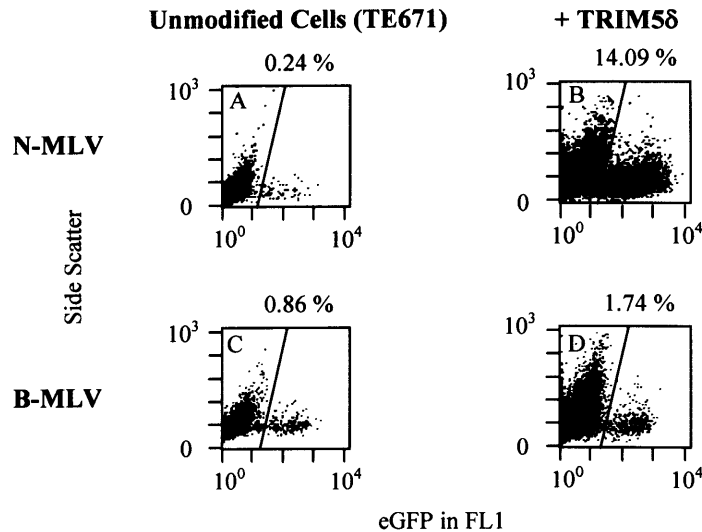 Unmodified Cells (TE671)
+ TRIM5δ
0.24 %
14.09 %
N-MLV
10³
A
0
10⁰
10⁴
10³
B
0
10⁰
10⁴
Side Scatter
0.86 %
1.74 %
B-MLV
10³
C
0
10⁰
10⁴
10³
D
0
10⁰
10⁴
eGFP in FL1